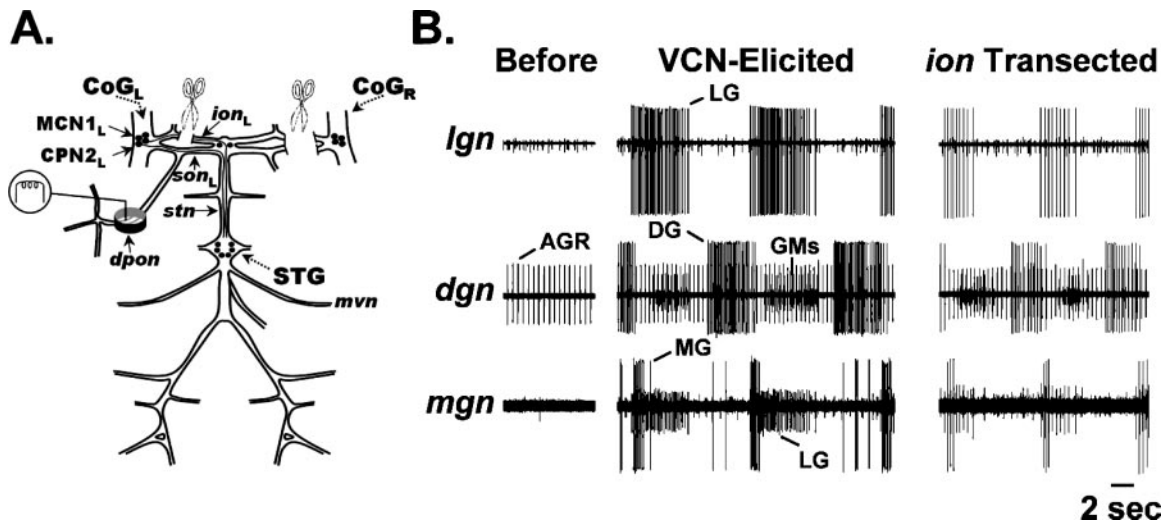 A.
CoGL
CoGR
ionL
MCN1L
CPN2L
sonL
stn
dpon
STG
mvn
B.
Before
VCN-Elicited
ion Transected
LG
lgn
DG
AGR
GMs
dgn
MG
mgn
LG
2 sec